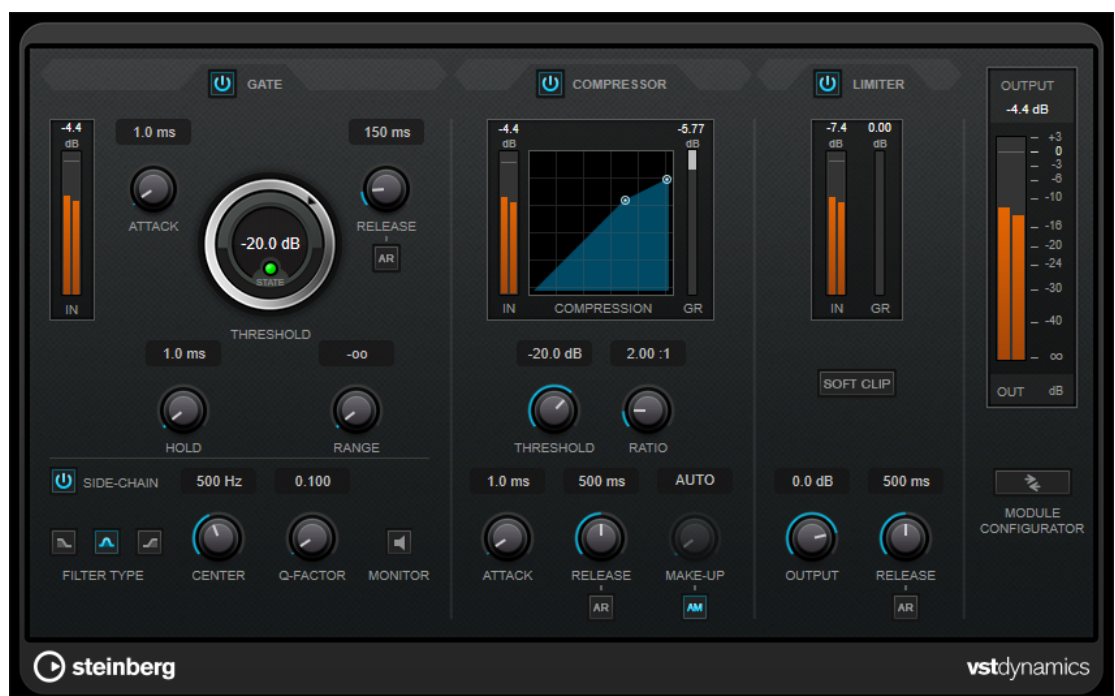 GATE
COMPRESSOR
LIMITER
OUTPUT
-4.4 dB
-4.4
dB
1.0 ms
150 ms
ATTACK
RELEASE
AR
-20.0 dB
STATE
IN
THRESHOLD
1.0 ms
-oo
HOLD
RANGE
SIDE-CHAIN
500 Hz
0.100
FILTER TYPE
CENTER
Q-FACTOR
MONITOR
-4.4
dB
-5.77
dB
IN
COMPRESSION
GR
-20.0 dB
2.00 :1
THRESHOLD
RATIO
1.0 ms
500 ms
AUTO
ATTACK
RELEASE
MAKE-UP
AR
AM
-7.4
dB
0.00
dB
IN
GR
SOFT CLIP
0.0 dB
500 ms
OUTPUT
RELEASE
AR
+3
0
-3
-6
-10
-16
-20
-24
-30
-40
∞
OUT dB
MODULE
CONFIGURATOR
steinberg
vstdynamics